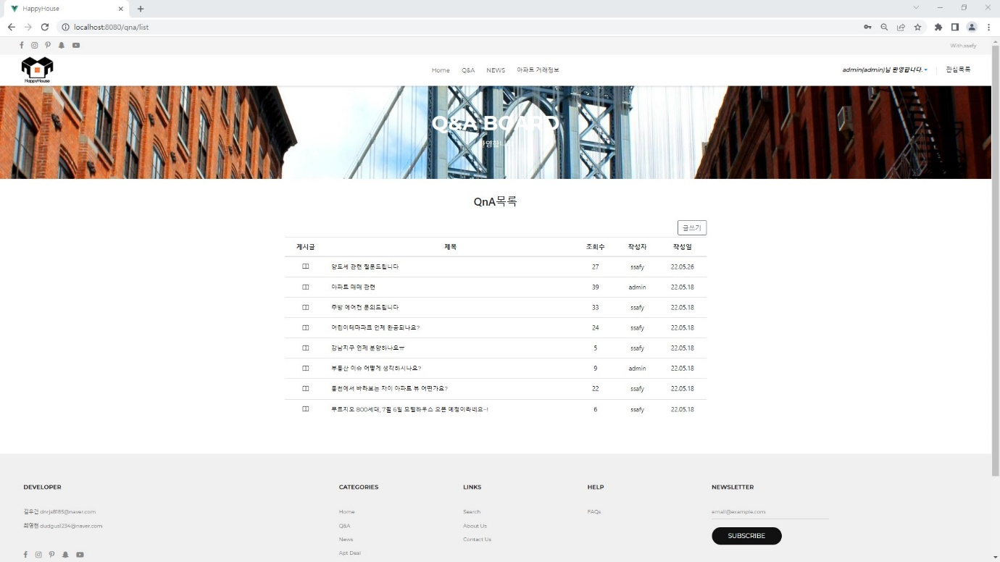 HappyHouse
localhost:8080/qna/list
With.ssafy
HappyHouse
Home Q&A NEWS 아파트 거래정보
admin(admin)님 환영합니다. 관심목록
Q&A BOARD
환영합니
QnA목록
글쓰기
게시글 제목 조회수 작성자 작성일
양도세 관련 질문드립니다 27 ssafy 22.05.26
아파트 매매 관련 39 admin 22.05.18
주방 에어컨 문의드립니다 33 ssafy 22.05.18
어린이테마파크 언제 완공되나요? 24 ssafy 22.05.18
강남지구 언제 분양하나요ㅠ 5 ssafy 22.05.18
부동산 이슈 어떻게 생각하시나요? 9 admin 22.05.18
동천에서 바라보는 자이 아파트 뷰 어떤가요? 22 ssafy 22.05.18
푸르지오 800세대, 7월 6일 모델하우스 오픈 예정이라네요~! 6 ssafy 22.05.18
DEVELOPER
김우건 dnrjs8185@naver.com
최영현 dudgus1234@naver.com
CATEGORIES
Home
Q&A
News
Apt Deal
LINKS
Search
About Us
Contact Us
HELP
FAQs
NEWSLETTER
email@example.com
SUBSCRIBE